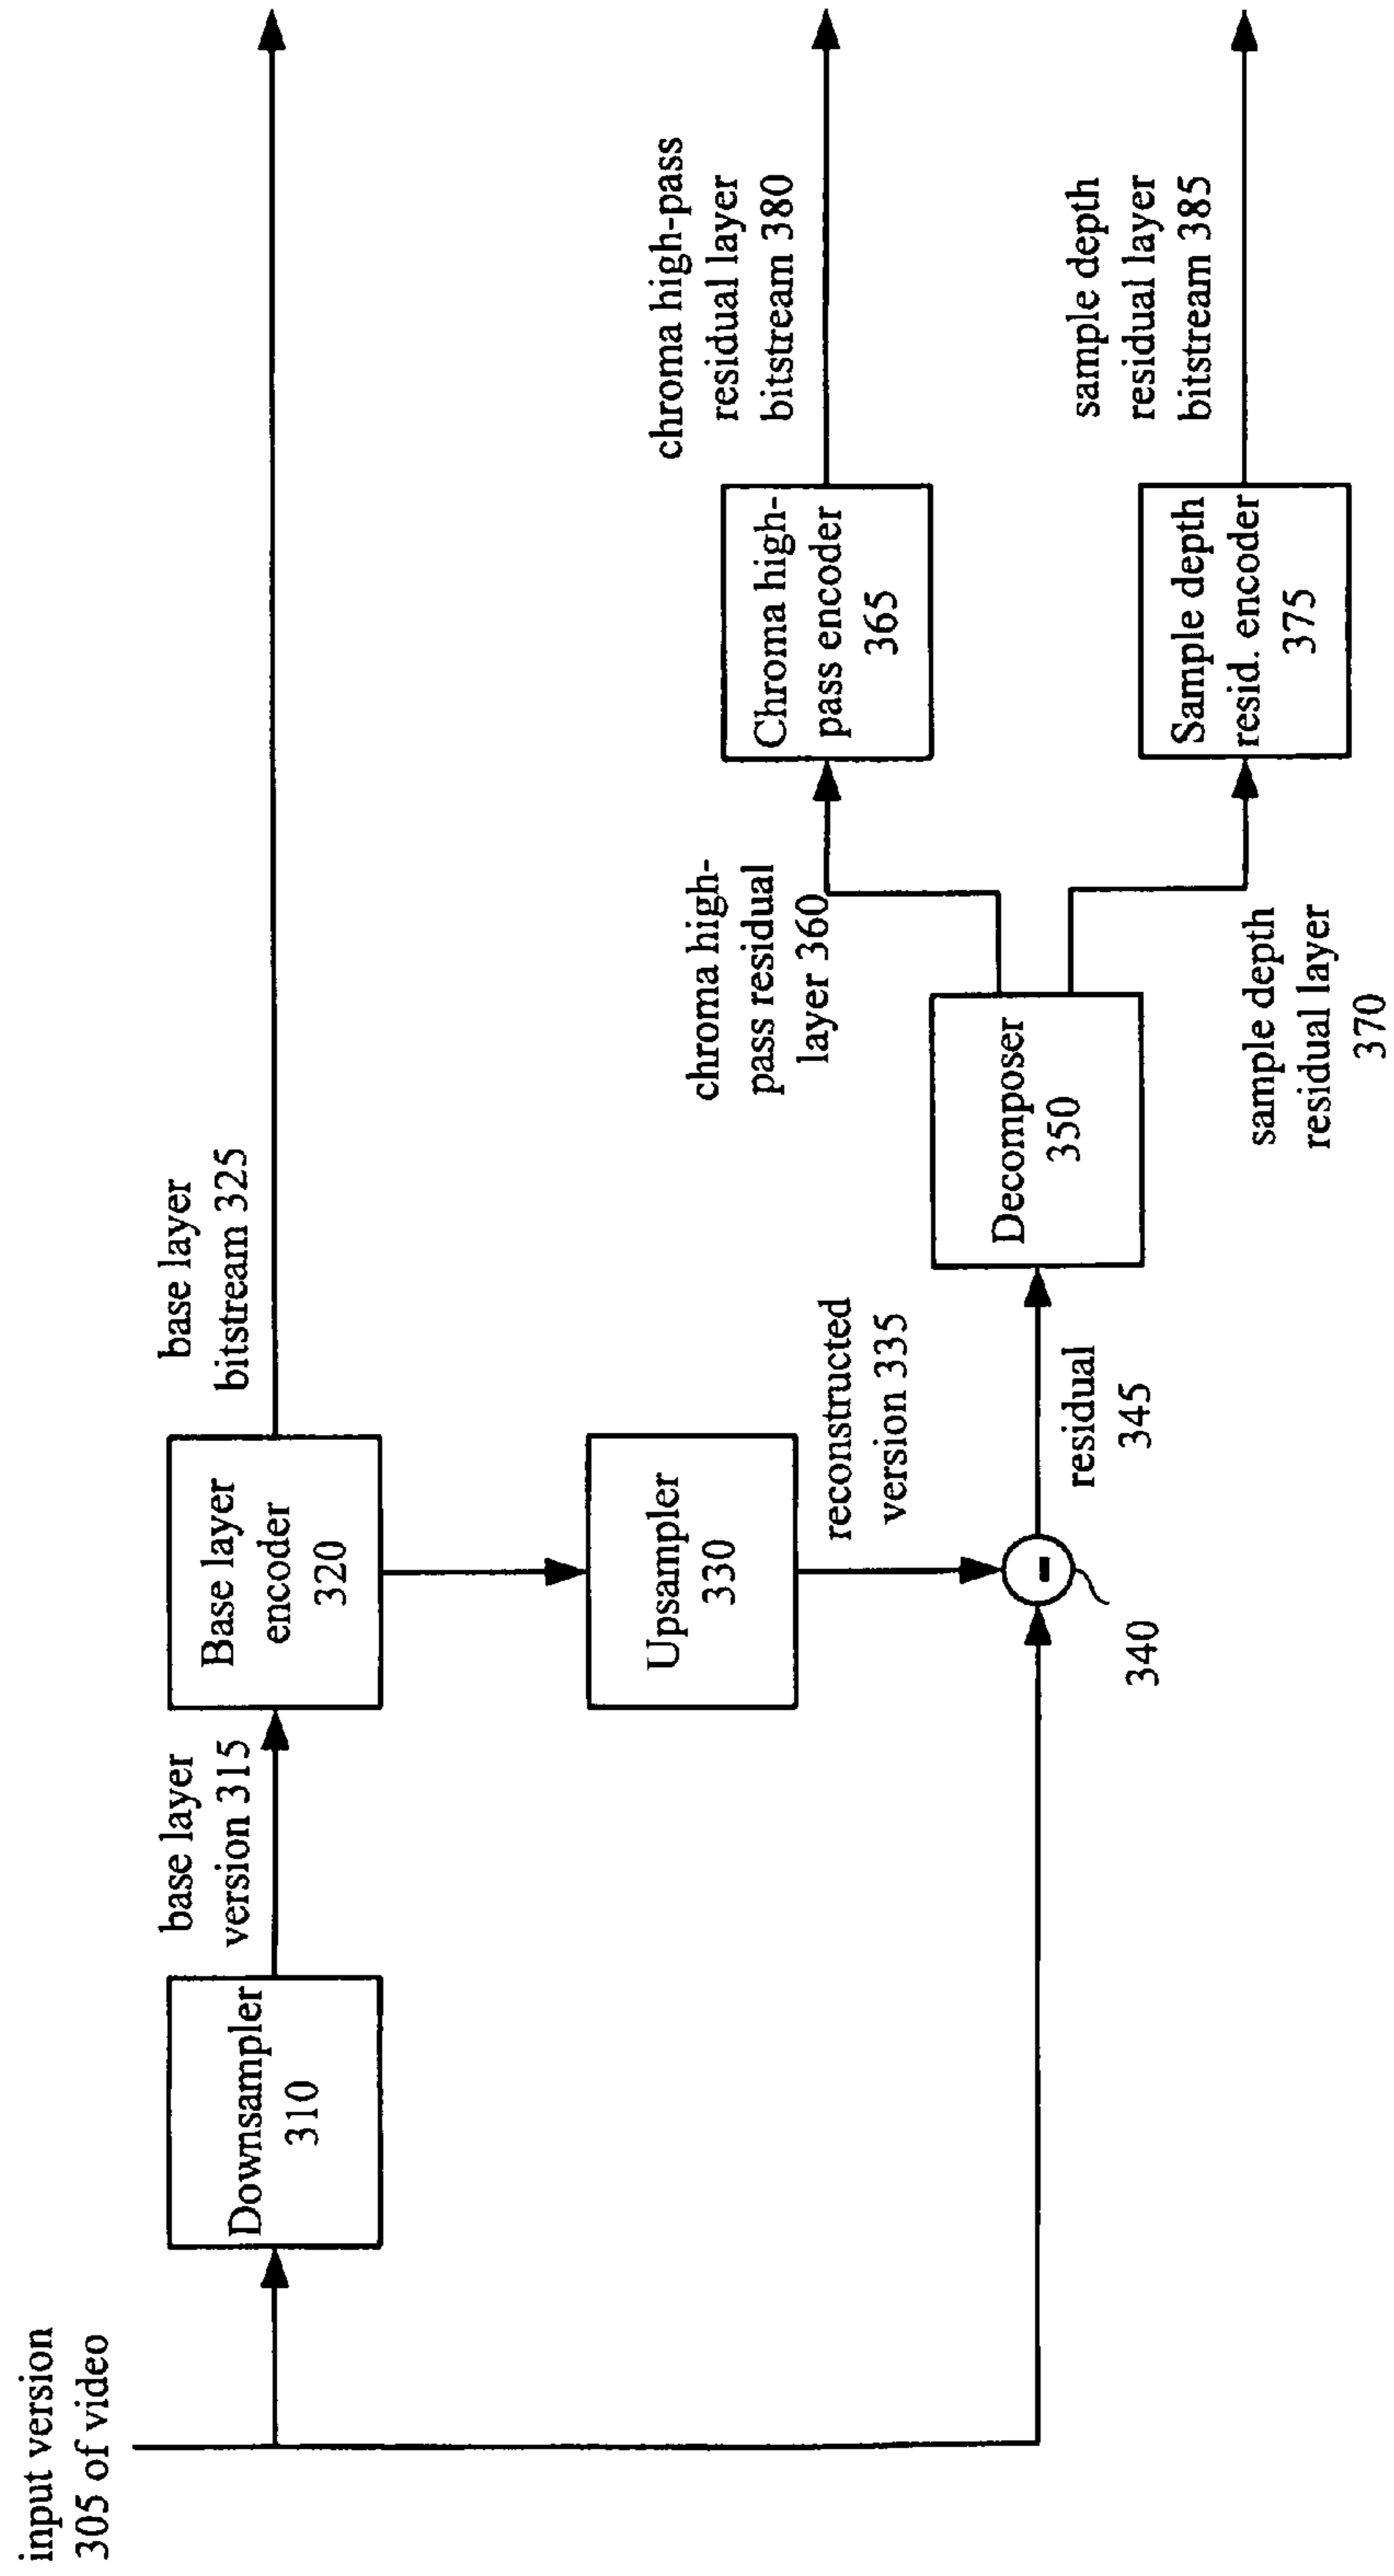 input version
305 of video
Downsampler
310
base layer
version 315
Base layer
encoder
320
base layer
bitstream 325
Upsampler
330
reconstructed
version 335
340
residual
345
Decomposer
350
chroma high-
pass residual
layer 360
sample depth
residual layer
370
Chroma high-
pass encoder
365
Sample depth
resid. encoder
375
chroma high-pass
residual layer
bitstream 380
sample depth
residual layer
bitstream 385